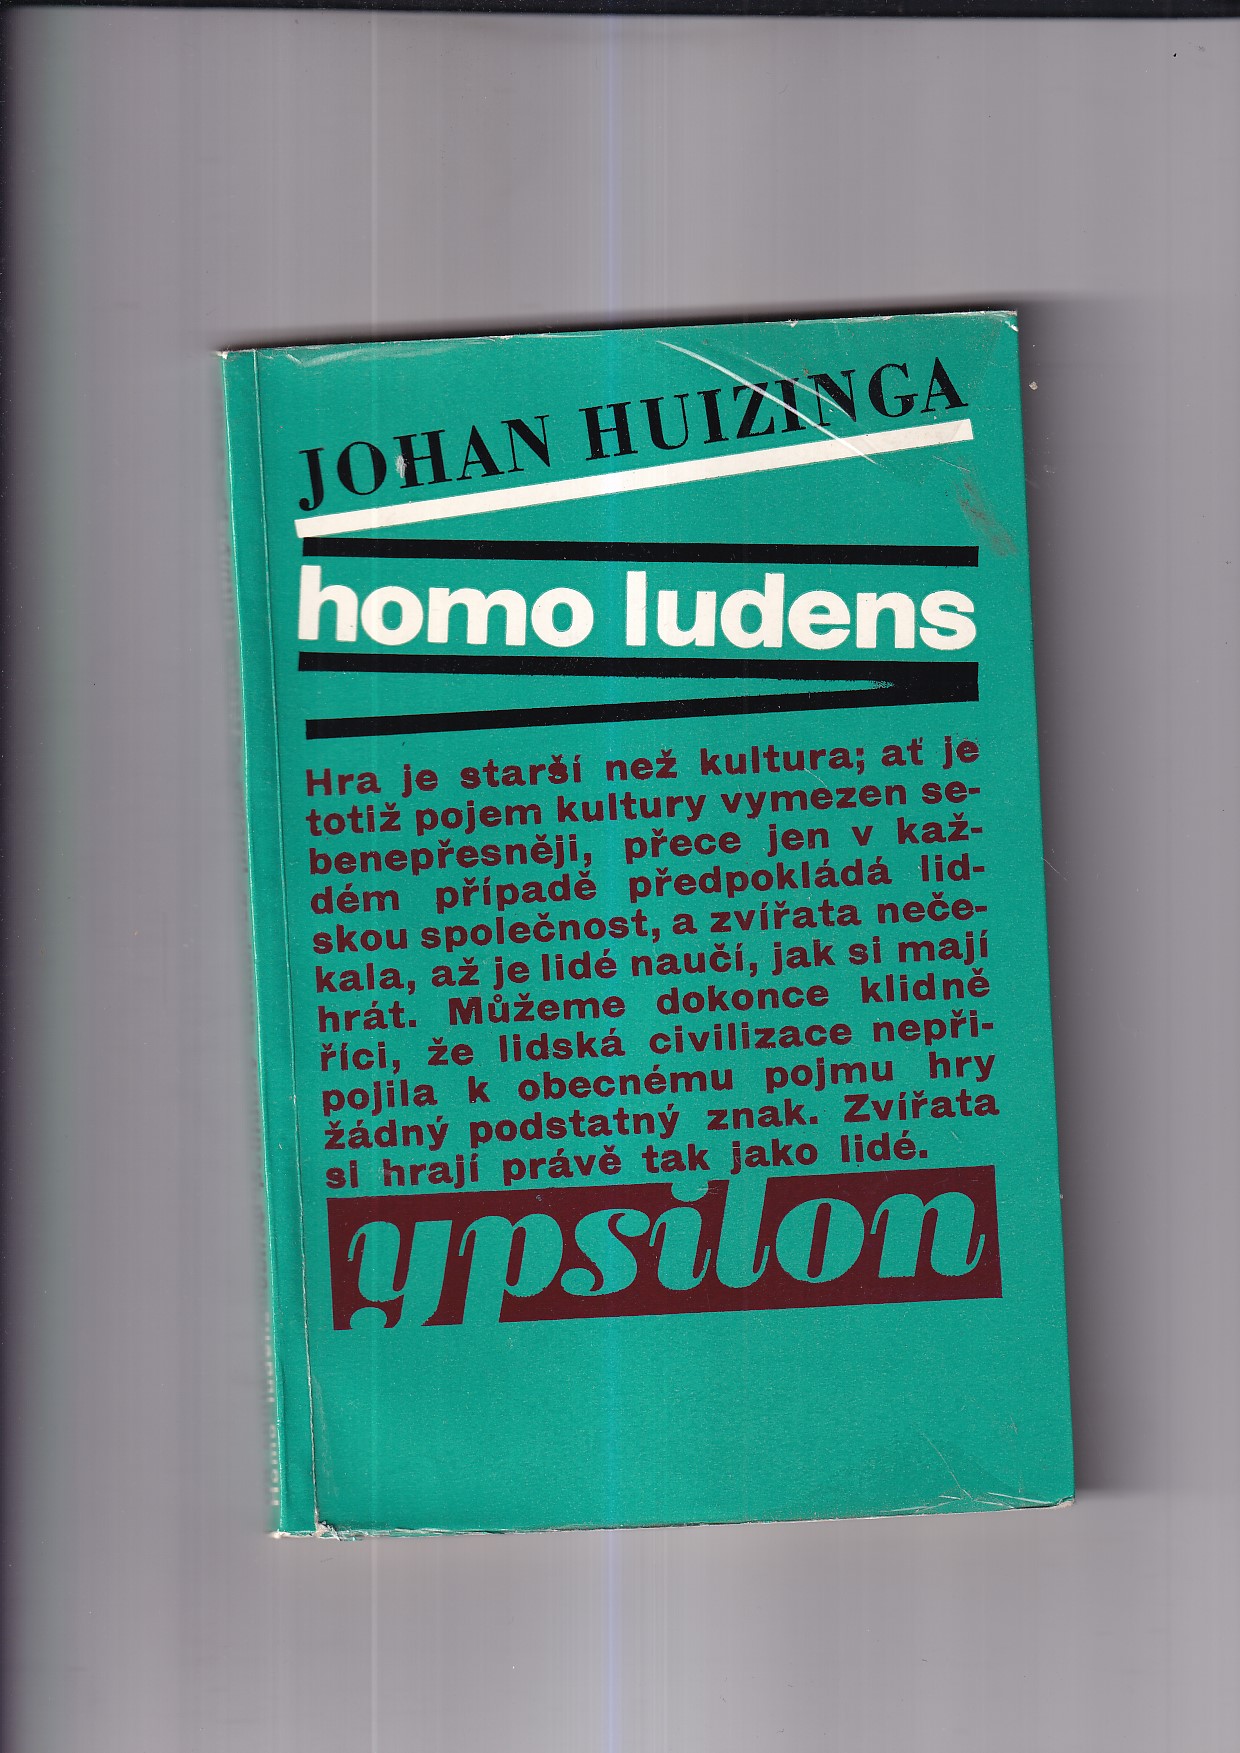 JOHAN HUIZINGA
homo ludens
Hra je starší než kultura; ať je
totiž pojem kultury vymezen se-
benepřesněji, přece jen v kaž-
dém případě předpokládá lid-
skou společnost, a zvířata neče-
kala, až je lidé naučí, jak si mají
hrát. Můžeme dokonce klidně
říci, že lidská civilizace nepři-
pojila k obecnému pojmu hry
žádný podstatný znak. Zvířata
si hrají právě tak jako lidé.
ypsilon